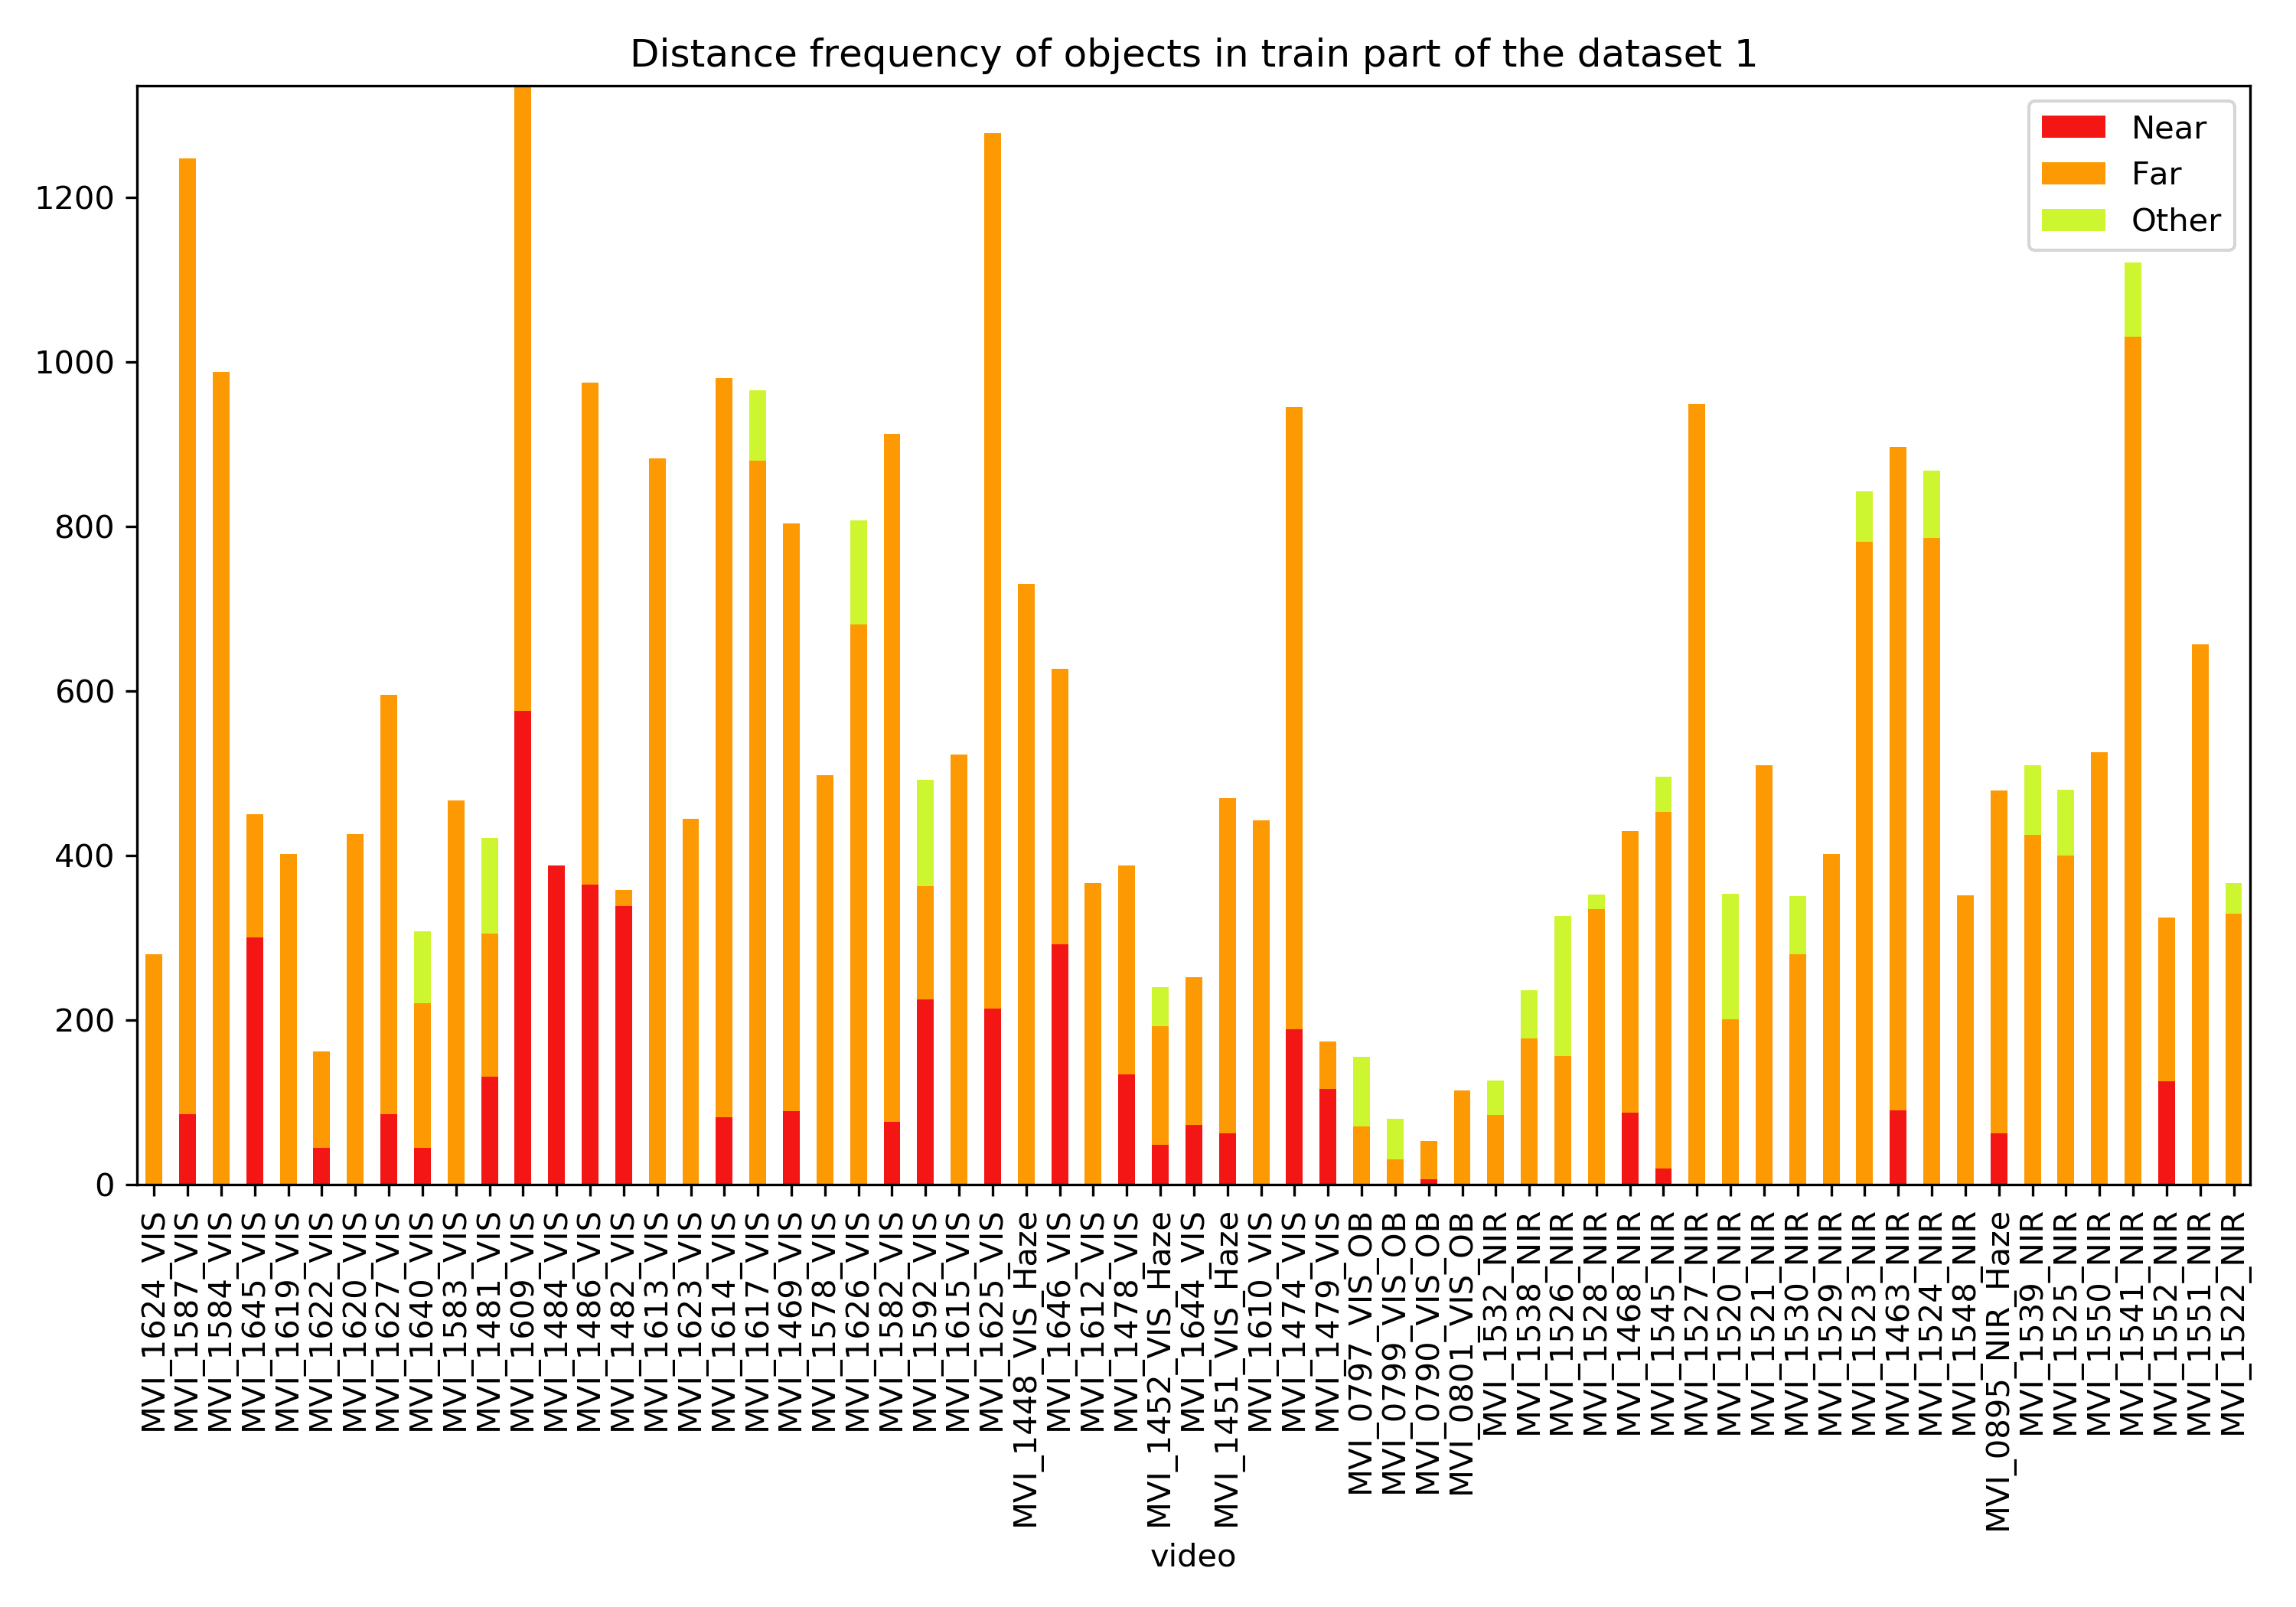 Distance frequency of objects in train part of the dataset 1
Near
Far
Other
1200
1000
800
600
400
200
0
MVI_1624_VIS
MVI_1587_VIS
MVI_1584_VIS
MVI_1645_VIS
MVI_1619_VIS
MVI_1622_VIS
MVI_1620_VIS
MVI_1627_VIS
MVI_1640_VIS
MVI_1583_VIS
MVI_1481_VIS
MVI_1609_VIS
MVI_1484_VIS
MVI_1486_VIS
MVI_1482_VIS
MVI_1613_VIS
MVI_1623_VIS
MVI_1614_VIS
MVI_1617_VIS
MVI_1469_VIS
MVI_1578_VIS
MVI_1626_VIS
MVI_1582_VIS
MVI_1592_VIS
MVI_1615_VIS
MVI_1625_VIS
MVI_1448_VIS_Haze
MVI_1646_VIS
MVI_1612_VIS
MVI_1478_VIS
MVI_1452_VIS_Haze
MVI_1644_VIS
MVI_1451_VIS_Haze
MVI_1610_VIS
MVI_1474_VIS
MVI_1479_VIS
MVI_0797_VIS_OB
MVI_0799_VIS_OB
MVI_0790_VIS_OB
MVI_0801_VIS_OB
MVI_1532_NIR
MVI_1538_NIR
MVI_1526_NIR
MVI_1528_NIR
MVI_1468_NIR
MVI_1545_NIR
MVI_1527_NIR
MVI_1520_NIR
MVI_1521_NIR
MVI_1530_NIR
MVI_1529_NIR
MVI_1523_NIR
MVI_1463_NIR
MVI_1524_NIR
MVI_1548_NIR
MVI_0895_NIR_Haze
MVI_1539_NIR
MVI_1525_NIR
MVI_1550_NIR
MVI_1541_NIR
MVI_1552_NIR
MVI_1551_NIR
MVI_1522_NIR
video